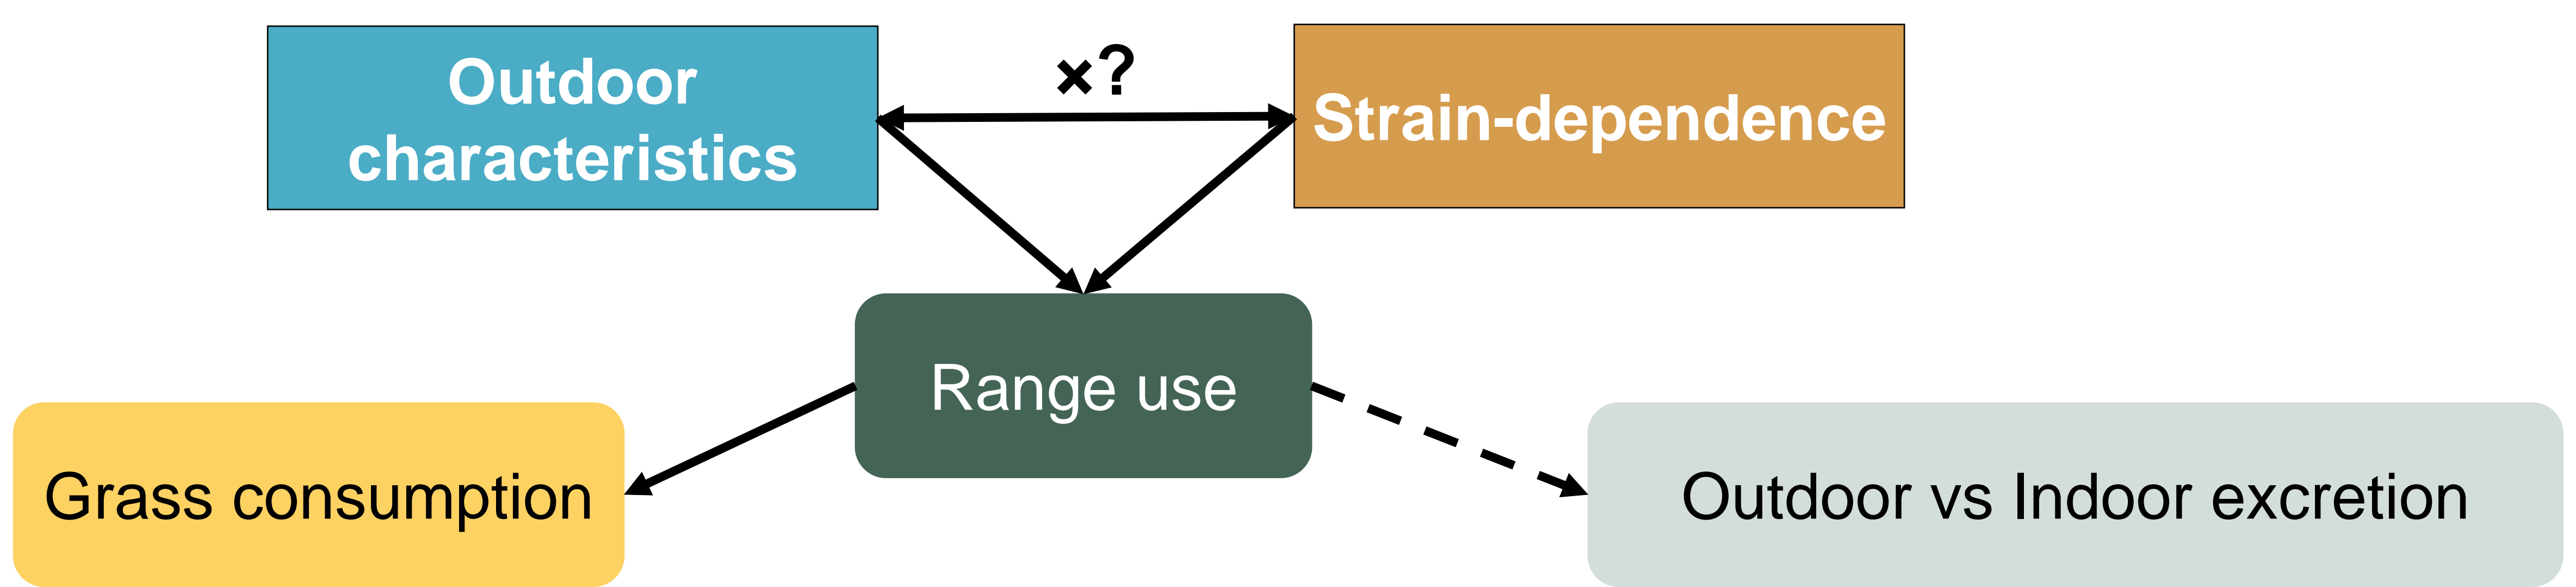 Outdoor
characteristics
×?
Strain-dependence
Range use
Grass consumption
Outdoor vs Indoor excretion